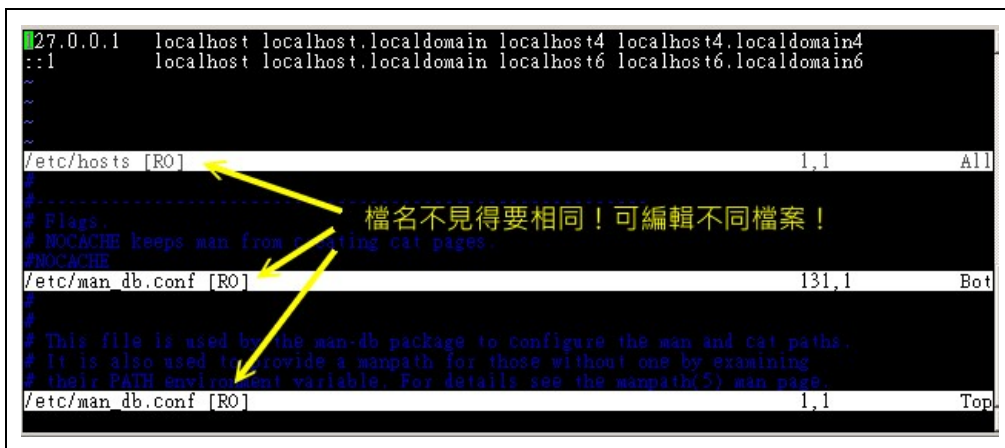 127.0.0.1   localhost localhost.localdomain localhost4 localhost4.localdomain4
::1         localhost localhost.localdomain localhost6 localhost6.localdomain6
~
~
~
~
/etc/hosts [RO]                                                1,1            All
#
#---------------------------------------------------------
# Flags.
檔名不見得要相同！可編輯不同檔案！
# NOCACHE keeps man from creating cat pages.
#NOCACHE
/etc/man_db.conf [RO]                                          131,1          Bot
#
#
# This file is used by the man-db package to configure the man and cat paths.
# It is also used to provide a manpath for those without one by examining
# their PATH environment variable. For details see the manpath(5) man page.
/etc/man_db.conf [RO]                                          1,1            Top